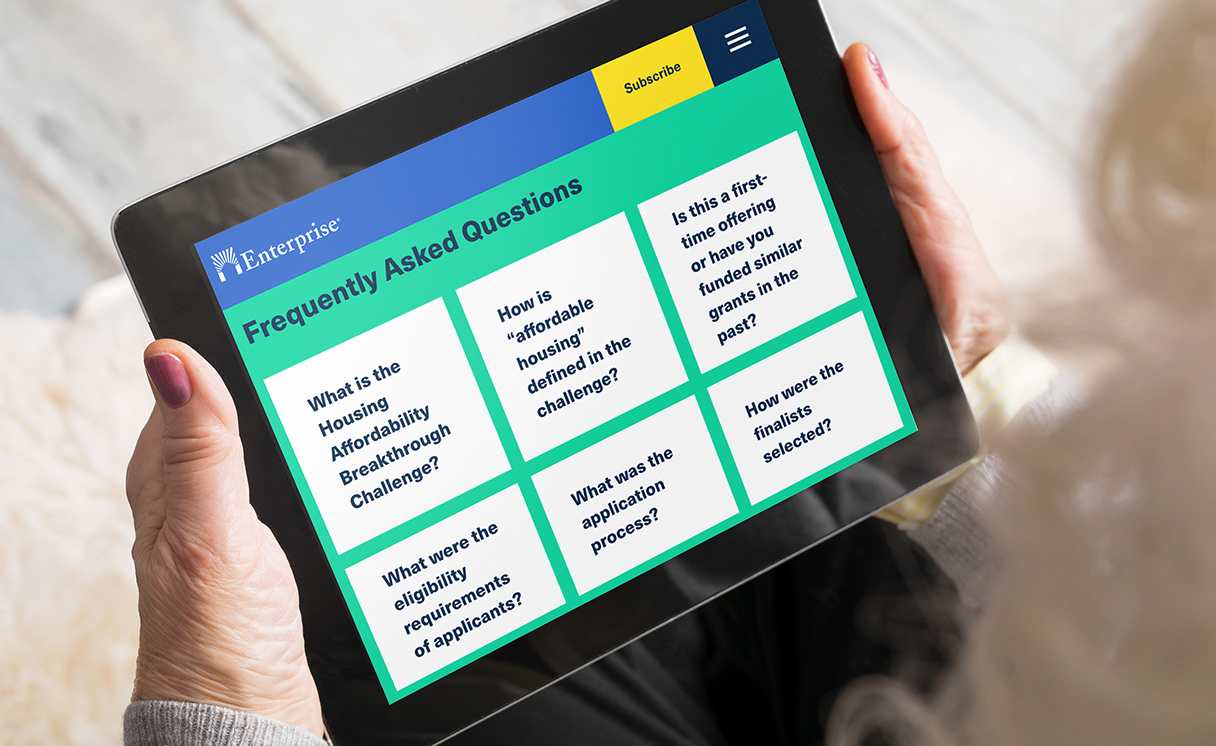 Subscribe
Enterprise®
Frequently Asked Questions
What is the
Housing
Affordability
Breakthrough
Challenge?
How is
“affordable
housing”
defined in the
challenge?
Is this a first-
time offering
or have you
funded similar
grants in the
past?
What were the
eligibility
requirements
of applicants?
What was the
application
process?
How were the
finalists
selected?